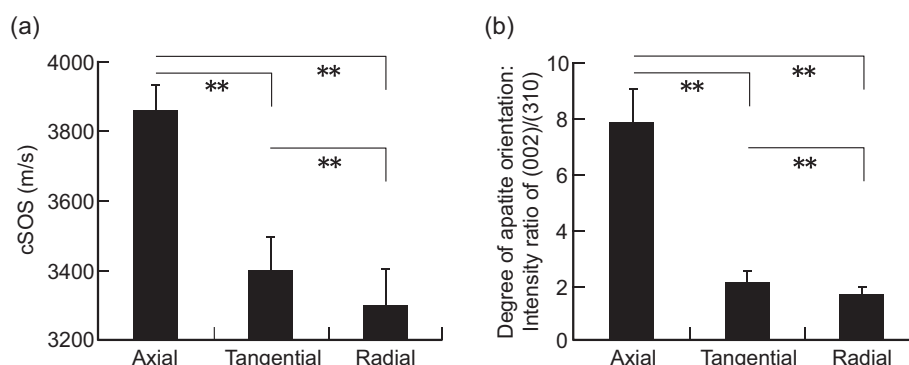 (a)
cSOS (m/s)
4000
3800
3600
3400
3200
**
**
**
Axial
Tangential
Radial
(b)
Degree of apatite orientation:
Intensity ratio of (002)/(310)
10
8
6
4
2
0
**
**
**
Axial
Tangential
Radial